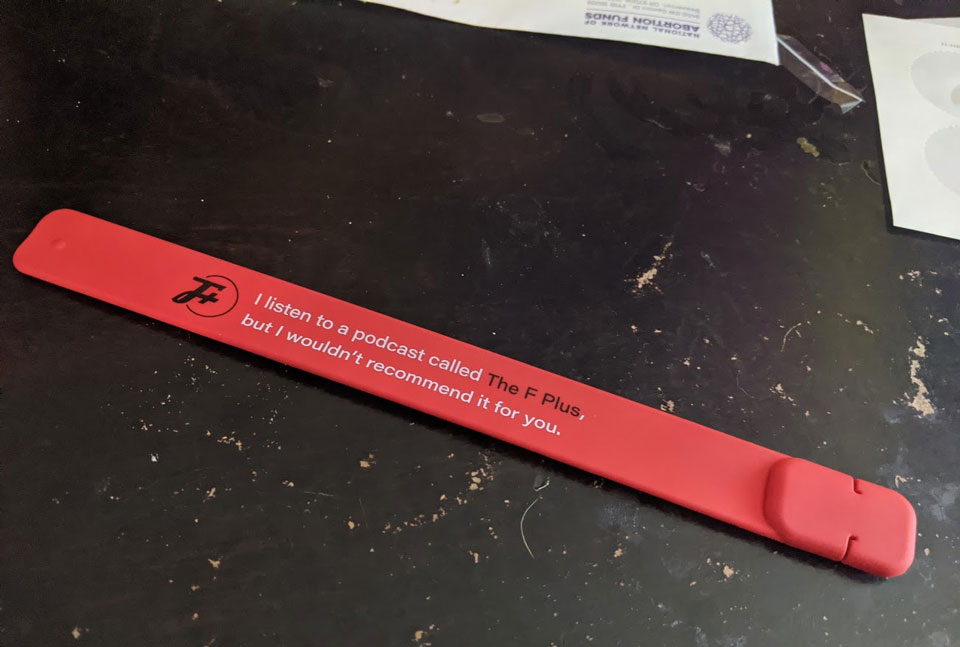 NATIONAL NETWORK OF
ABORTION FUNDS
F+
I listen to a podcast called The F Plus,
but I wouldn't recommend it for you.